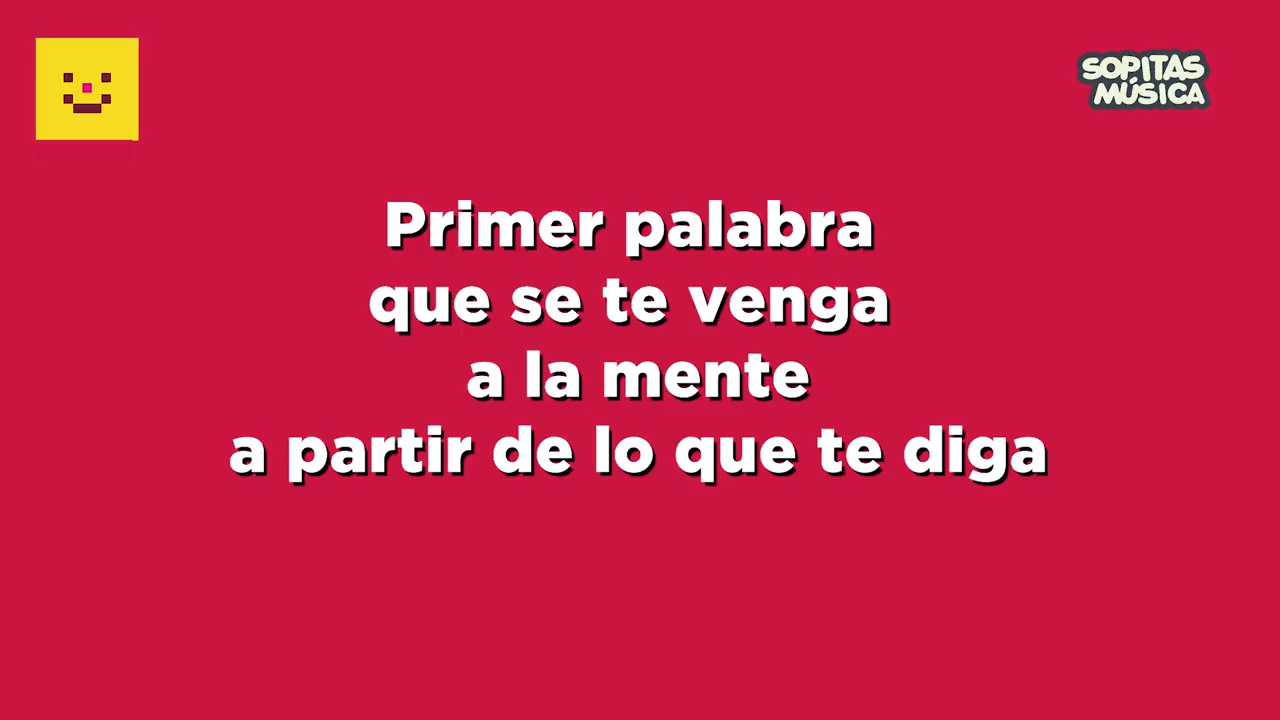 SOPITAS
MÚSICA
Primer palabra
que se te venga
a la mente
a partir de lo que te diga